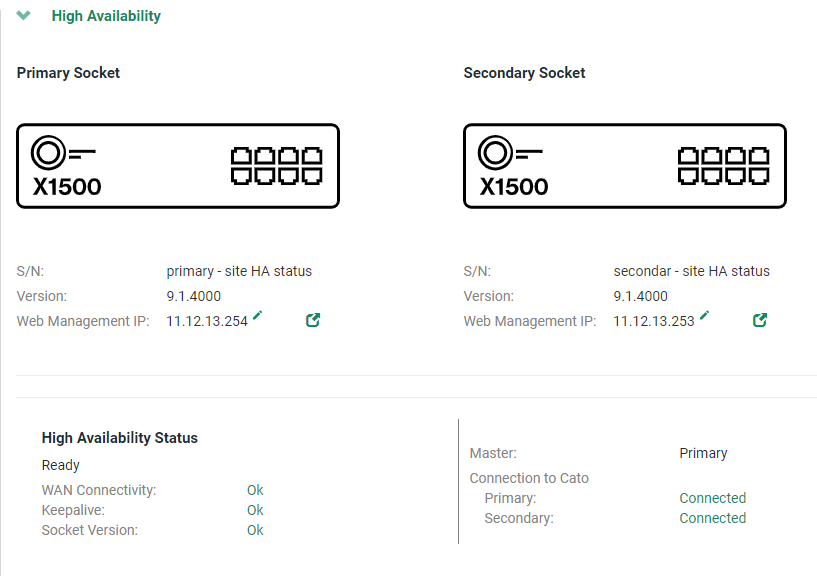 High Availability
Primary Socket
Secondary Socket
X1500
X1500
S/N: primary - site HA status
Version: 9.1.4000
Web Management IP: 11.12.13.254
S/N: secondar - site HA status
Version: 9.1.4000
Web Management IP: 11.12.13.253
High Availability Status
Ready
WAN Connectivity: Ok
Keepalive: Ok
Socket Version: Ok
Master: Primary
Connection to Cato
Primary: Connected
Secondary: Connected